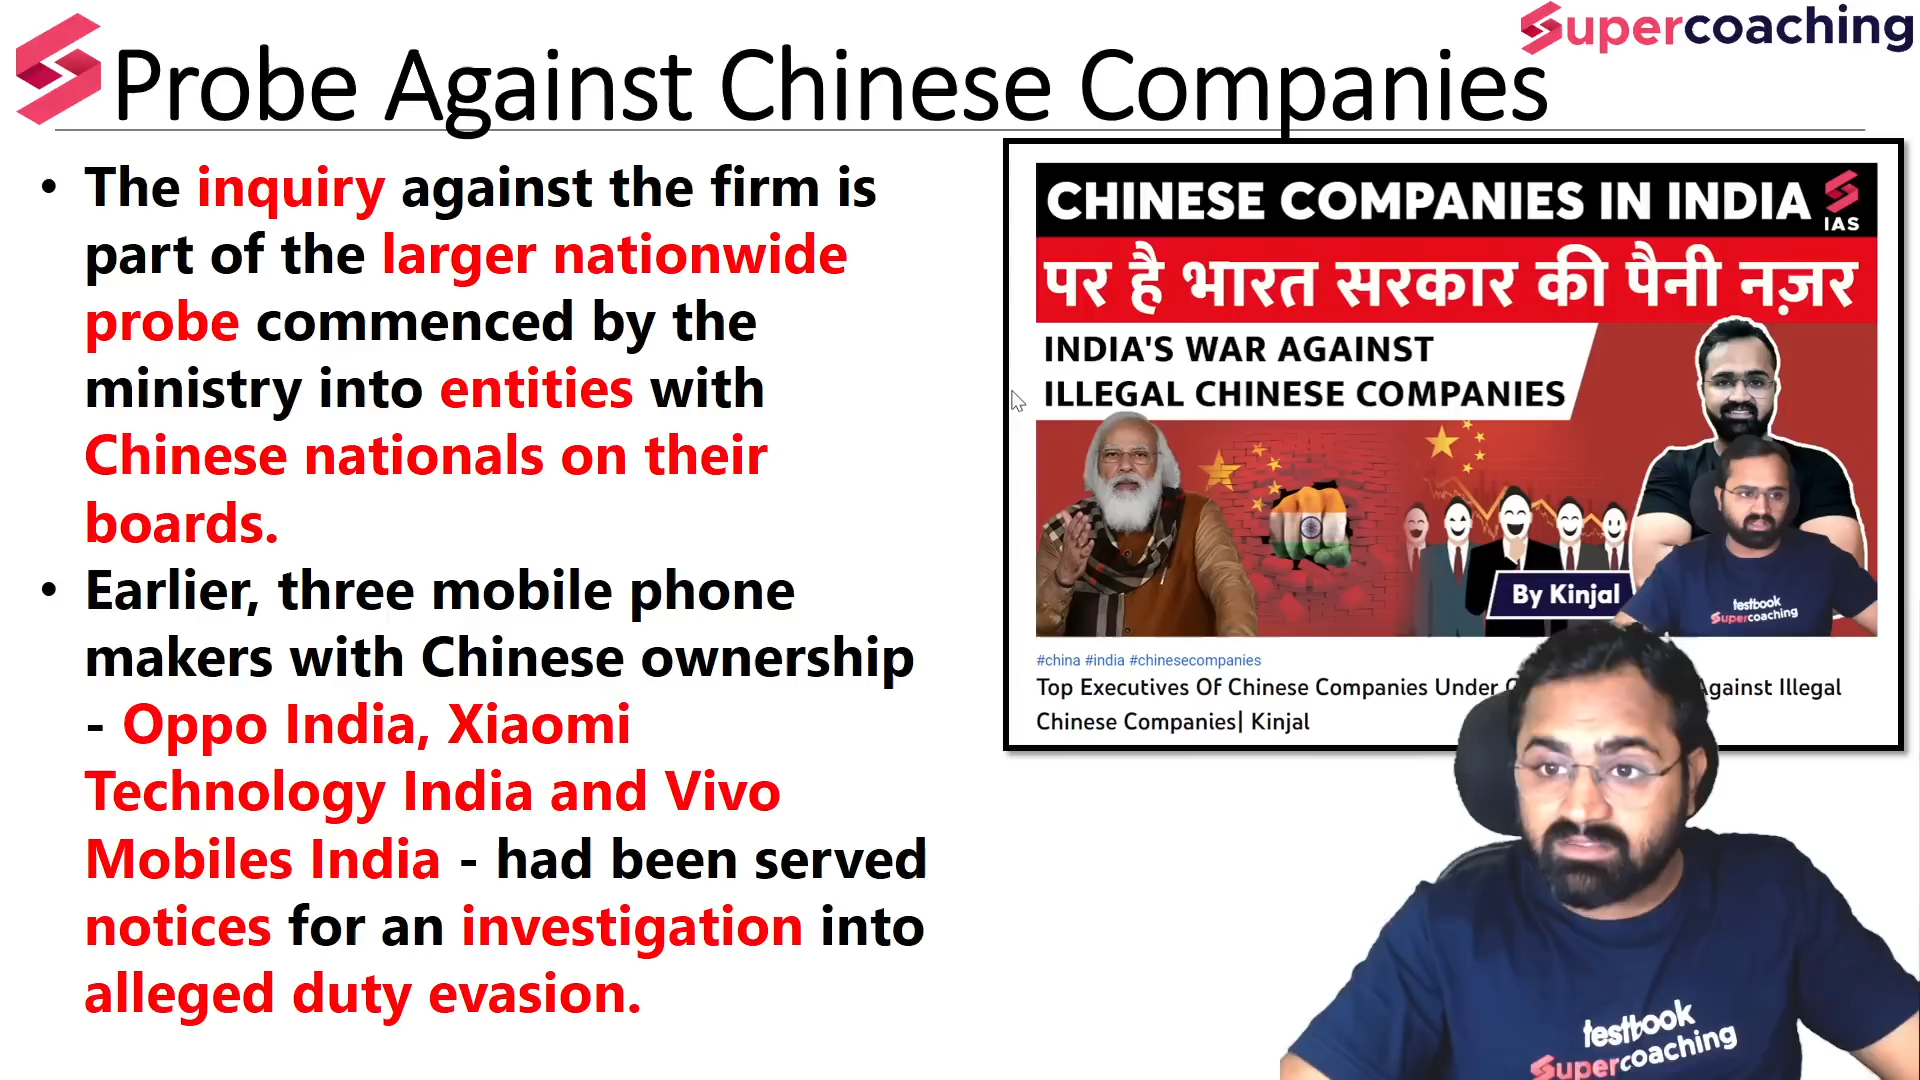 Supercoaching
Probe Against Chinese Companies
• The inquiry against the firm is
part of the larger nationwide
probe commenced by the
ministry into entities with
Chinese nationals on their
boards.
• Earlier, three mobile phone
makers with Chinese ownership
- Oppo India, Xiaomi
Technology India and Vivo
Mobiles India - had been served
notices for an investigation into
alleged duty evasion.
CHINESE COMPANIES IN INDIA
IAS
पर है भारत सरकार की पैनी नज़र
INDIA'S WAR AGAINST
ILLEGAL CHINESE COMPANIES
By Kinjal
testbook
Supercoaching
#china #india #chinesecompanies
Top Executives Of Chinese Companies Under Against Illegal
Chinese Companies| Kinjal
testbook
Supercoaching